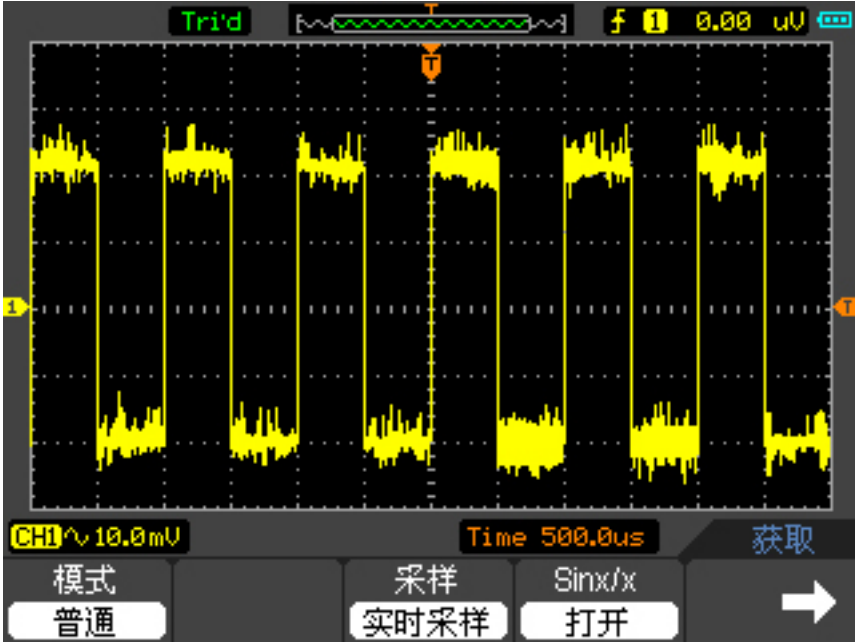 Tri'd T f 1 0.00 uV
T
1 T
CH1 10.0mV Time 500.0us 获取
模式 采样 Sinx/x
普通 实时采样 打开